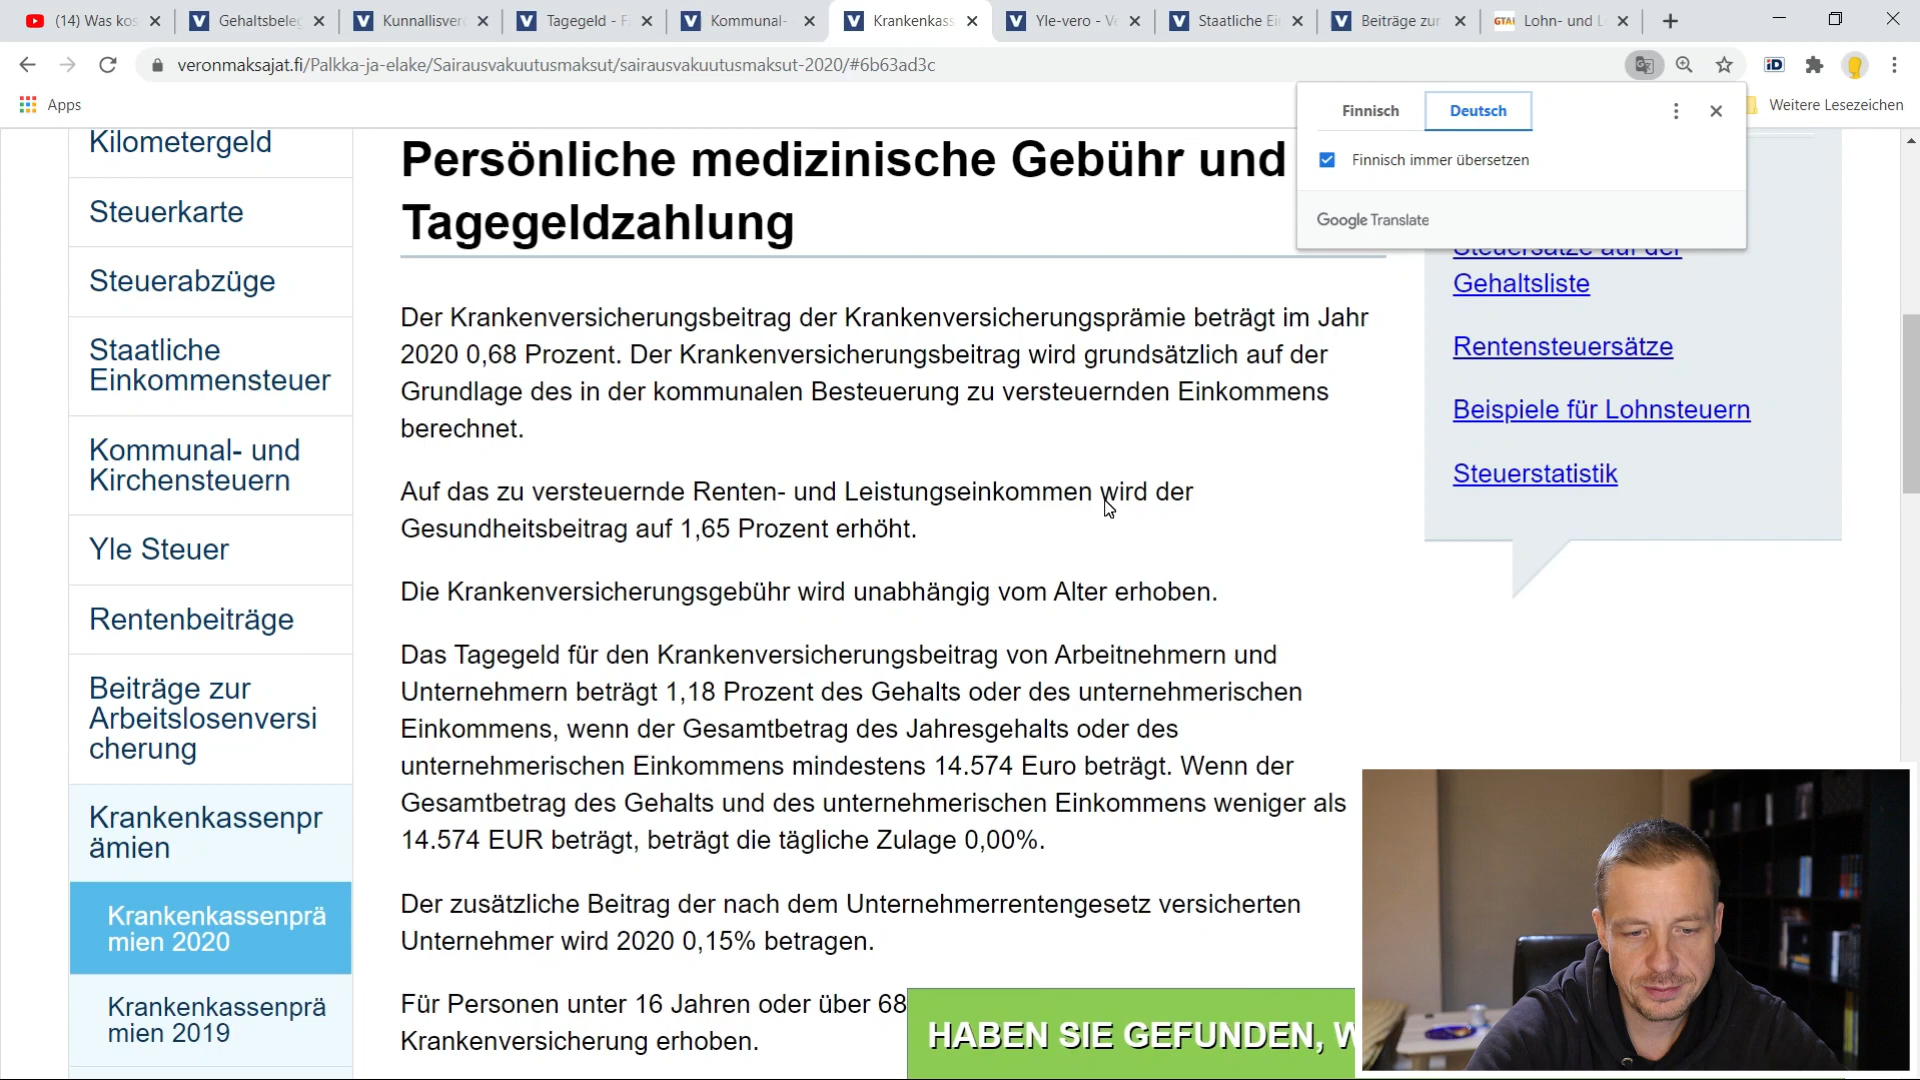 (14) Was kos
Gehaltsbeleg
Kunnallisver
Tagegeld - F
Kommunal-
Krankenkass
Yle-vero - V
Staatliche Ei
Beiträge zur
GTAI Lohn- und L
veronmaksajat.fi/Palkka-ja-elake/Sairausvakuutusmaksut/sairausvakuutusmaksut-2020/#6b63ad3c
Apps
Weitere Lesezeichen
Finnisch
Deutsch
Finnisch immer übersetzen
Google Translate
Kilometergeld
Steuerkarte
Steuerabzüge
Staatliche
Einkommensteuer
Kommunal- und
Kirchensteuern
Yle Steuer
Rentenbeiträge
Beiträge zur
Arbeitslosenversi
cherung
Krankenkassenpr
ämien
Krankenkassenprä
mien 2020
Krankenkassenprä
mien 2019
Persönliche medizinische Gebühr und
Tagegeldzahlung
Der Krankenversicherungsbeitrag der Krankenversicherungsprämie beträgt im Jahr
2020 0,68 Prozent. Der Krankenversicherungsbeitrag wird grundsätzlich auf der
Grundlage des in der kommunalen Besteuerung zu versteuernden Einkommens
berechnet.
Auf das zu versteuernde Renten- und Leistungseinkommen wird der
Gesundheitsbeitrag auf 1,65 Prozent erhöht.
Die Krankenversicherungsgebühr wird unabhängig vom Alter erhoben.
Das Tagegeld für den Krankenversicherungsbeitrag von Arbeitnehmern und
Unternehmern beträgt 1,18 Prozent des Gehalts oder des unternehmerischen
Einkommens, wenn der Gesamtbetrag des Jahresgehalts oder des
unternehmerischen Einkommens mindestens 14.574 Euro beträgt. Wenn der
Gesamtbetrag des Gehalts und des unternehmerischen Einkommens weniger als
14.574 EUR beträgt, beträgt die tägliche Zulage 0,00%.
Der zusätzliche Beitrag der nach dem Unternehmerrentengesetz versicherten
Unternehmer wird 2020 0,15% betragen.
Für Personen unter 16 Jahren oder über 68
Krankenversicherung erhoben.
Steuersätze auf der
Gehaltsliste
Rentensteuersätze
Beispiele für Lohnsteuern
Steuerstatistik
HABEN SIE GEFUNDEN, W